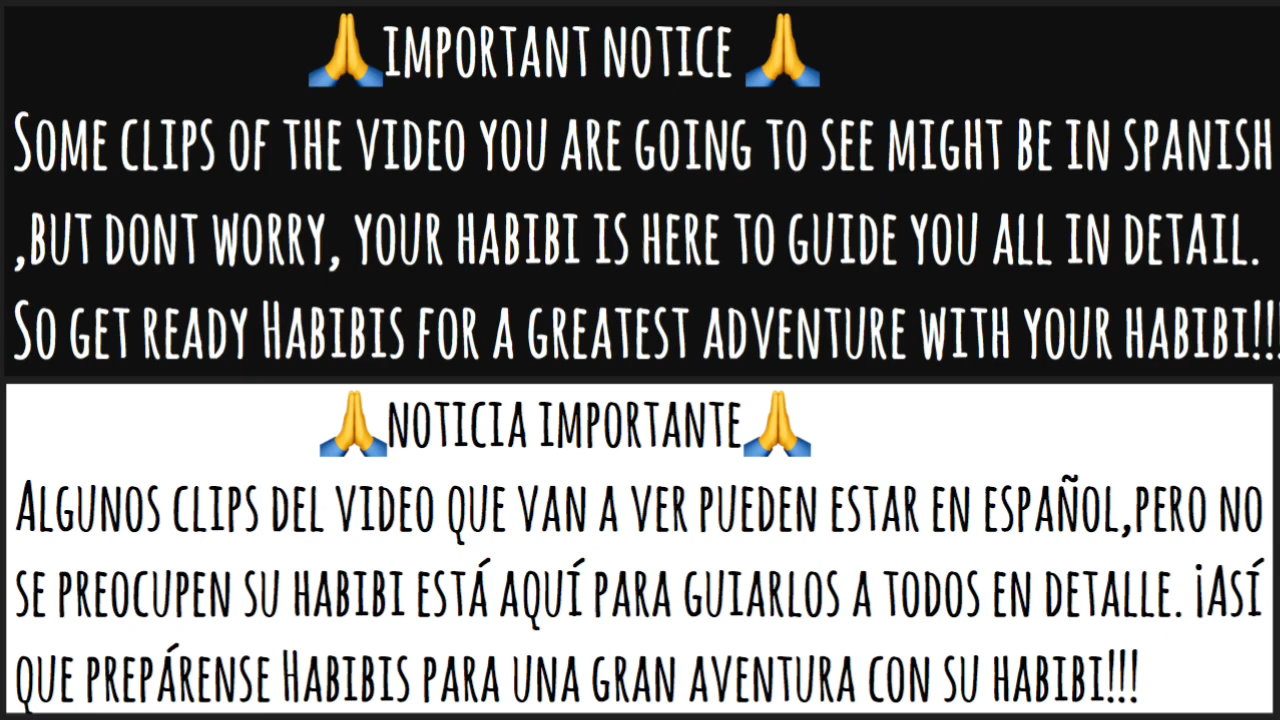 🙏IMPORTANT NOTICE 🙏
SOME CLIPS OF THE VIDEO YOU ARE GOING TO SEE MIGHT BE IN SPANISH
,BUT DONT WORRY, YOUR HABIBI IS HERE TO GUIDE YOU ALL IN DETAIL.
SO GET READY HABIBIS FOR A GREATEST ADVENTURE WITH YOUR HABIBI!!!
🙏NOTICIA IMPORTANTE🙏
ALGUNOS CLIPS DEL VIDEO QUE VAN A VER PUEDEN ESTAR EN ESPAÑOL,PERO NO
SE PREOCUPEN SU HABIBI ESTÁ AQUÍ PARA GUIARLOS A TODOS EN DETALLE. ¡ASÍ
QUE PREPÁRENSE HABIBIS PARA UNA GRAN AVENTURA CON SU HABIBI!!!